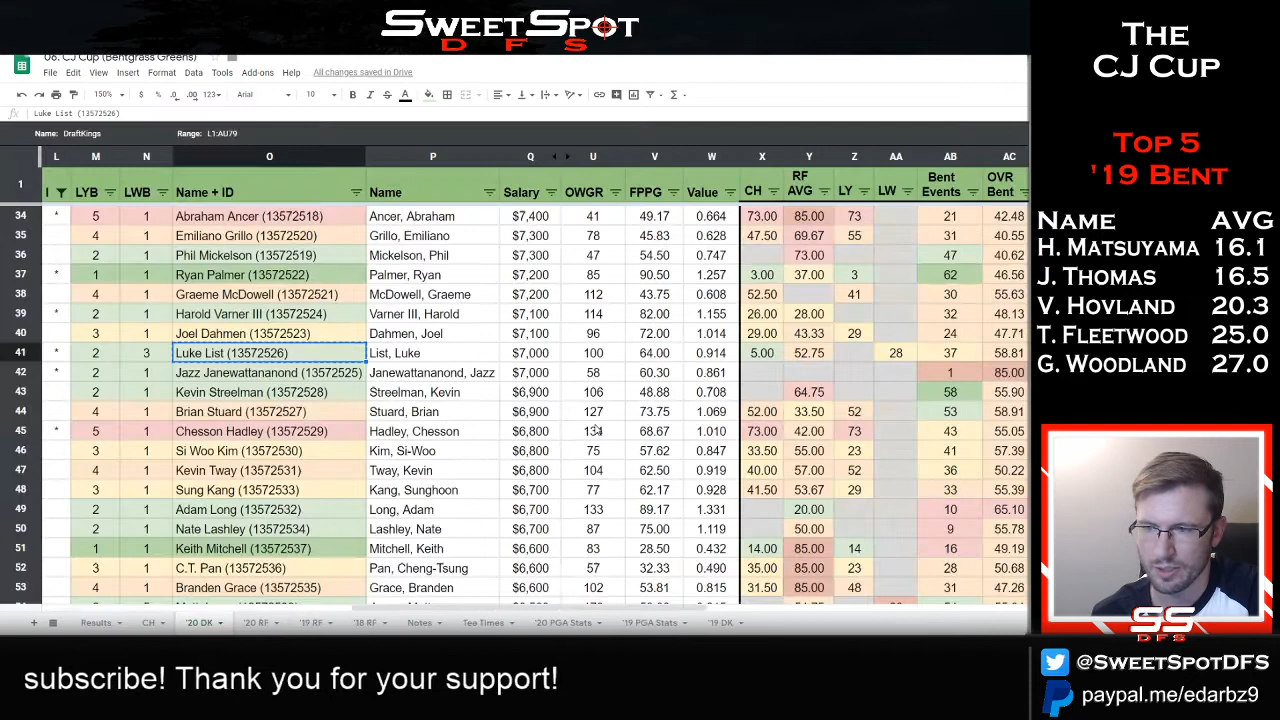 SWEETSPOT
DFS
06. CJ Cup (Bentgrass Greens)
File Edit View Insert Format Data Tools Add-ons Help All changes saved in Drive
150% $ % .0 .00 123 Arial 10 B I S A
fx Luke List (13572526)
Name: DraftKings Range: L1:AU79
L M N O P Q U V W X Y Z AA AB AC
1 I LYB LWB Name + ID Name Salary OWGR FPPG Value CH RF AVG LY LW Bent Events OVR Bent
34 * 5 1 Abraham Ancer (13572518) Ancer, Abraham $7,400 41 49.17 0.664 73.00 85.00 73 21 42.48
35 4 1 Emiliano Grillo (13572520) Grillo, Emiliano $7,300 78 45.83 0.628 47.50 69.67 55 31 40.55
36 2 1 Phil Mickelson (13572519) Mickelson, Phil $7,300 47 54.50 0.747 73.00 47 40.62
37 * 1 1 Ryan Palmer (13572522) Palmer, Ryan $7,200 85 90.50 1.257 3.00 37.00 3 62 46.56
38 4 1 Graeme McDowell (13572521) McDowell, Graeme $7,200 112 43.75 0.608 52.50 41 30 55.63
39 * 2 1 Harold Varner III (13572524) Varner III, Harold $7,100 114 82.00 1.155 26.00 28.00 32 48.13
40 3 1 Joel Dahmen (13572523) Dahmen, Joel $7,100 96 72.00 1.014 29.00 43.33 29 24 47.71
41 * 2 3 Luke List (13572526) List, Luke $7,000 100 64.00 0.914 5.00 52.75 28 37 58.81
42 * 2 1 Jazz Janewattananond (13572525) Janewattananond, Jazz $7,000 58 60.30 0.861 1 85.00
43 2 1 Kevin Streelman (13572528) Streelman, Kevin $6,900 106 48.88 0.708 64.75 58 55.90
44 4 1 Brian Stuard (13572527) Stuard, Brian $6,900 127 73.75 1.069 52.00 33.50 52 53 58.91
45 * 5 1 Chesson Hadley (13572529) Hadley, Chesson $6,800 68.67 1.010 73.00 42.00 73 43 55.05
46 3 1 Si Woo Kim (13572530) Kim, Si-Woo $6,800 75 57.62 0.847 33.50 55.00 23 41 57.39
47 4 1 Kevin Tway (13572531) Tway, Kevin $6,800 104 62.50 0.919 40.00 57.00 52 36 50.22
48 3 1 Sung Kang (13572533) Kang, Sunghoon $6,800 77 62.17 0.928 41.50 53.67 29 33 55.39
49 2 1 Adam Long (13572532) Long, Adam $6,700 133 89.17 1.331 20.00 10 65.10
50 2 1 Nate Lashley (13572534) Lashley, Nate $6,700 87 75.00 1.119 50.00 9 55.78
51 1 1 Keith Mitchell (13572537) Mitchell, Keith $6,600 83 28.50 0.432 14.00 85.00 14 16 49.19
52 3 1 C.T. Pan (13572536) Pan, Cheng-Tsung $6,600 57 32.33 0.490 35.00 85.00 23 28 50.68
53 4 1 Branden Grace (13572535) Grace, Branden $6,600 102 53.81 0.815 31.50 85.00 48 31 47.26
+ Results CH '20 DK '20 RF '19 RF '18 RF Notes Tee Times '20 PGA Stats '19 PGA Stats '19 DK
subscribe! Thank you for your support!
THE
CJ CUP
TOP 5
'19 BENT
NAME AVG
H. MATSUYAMA 16.1
J. THOMAS 16.5
V. HOVLAND 20.3
T. FLEETWOOD 25.0
G. WOODLAND 27.0
SS
DFS
@SWEETSPOTDFS
paypal.me/edarbz9